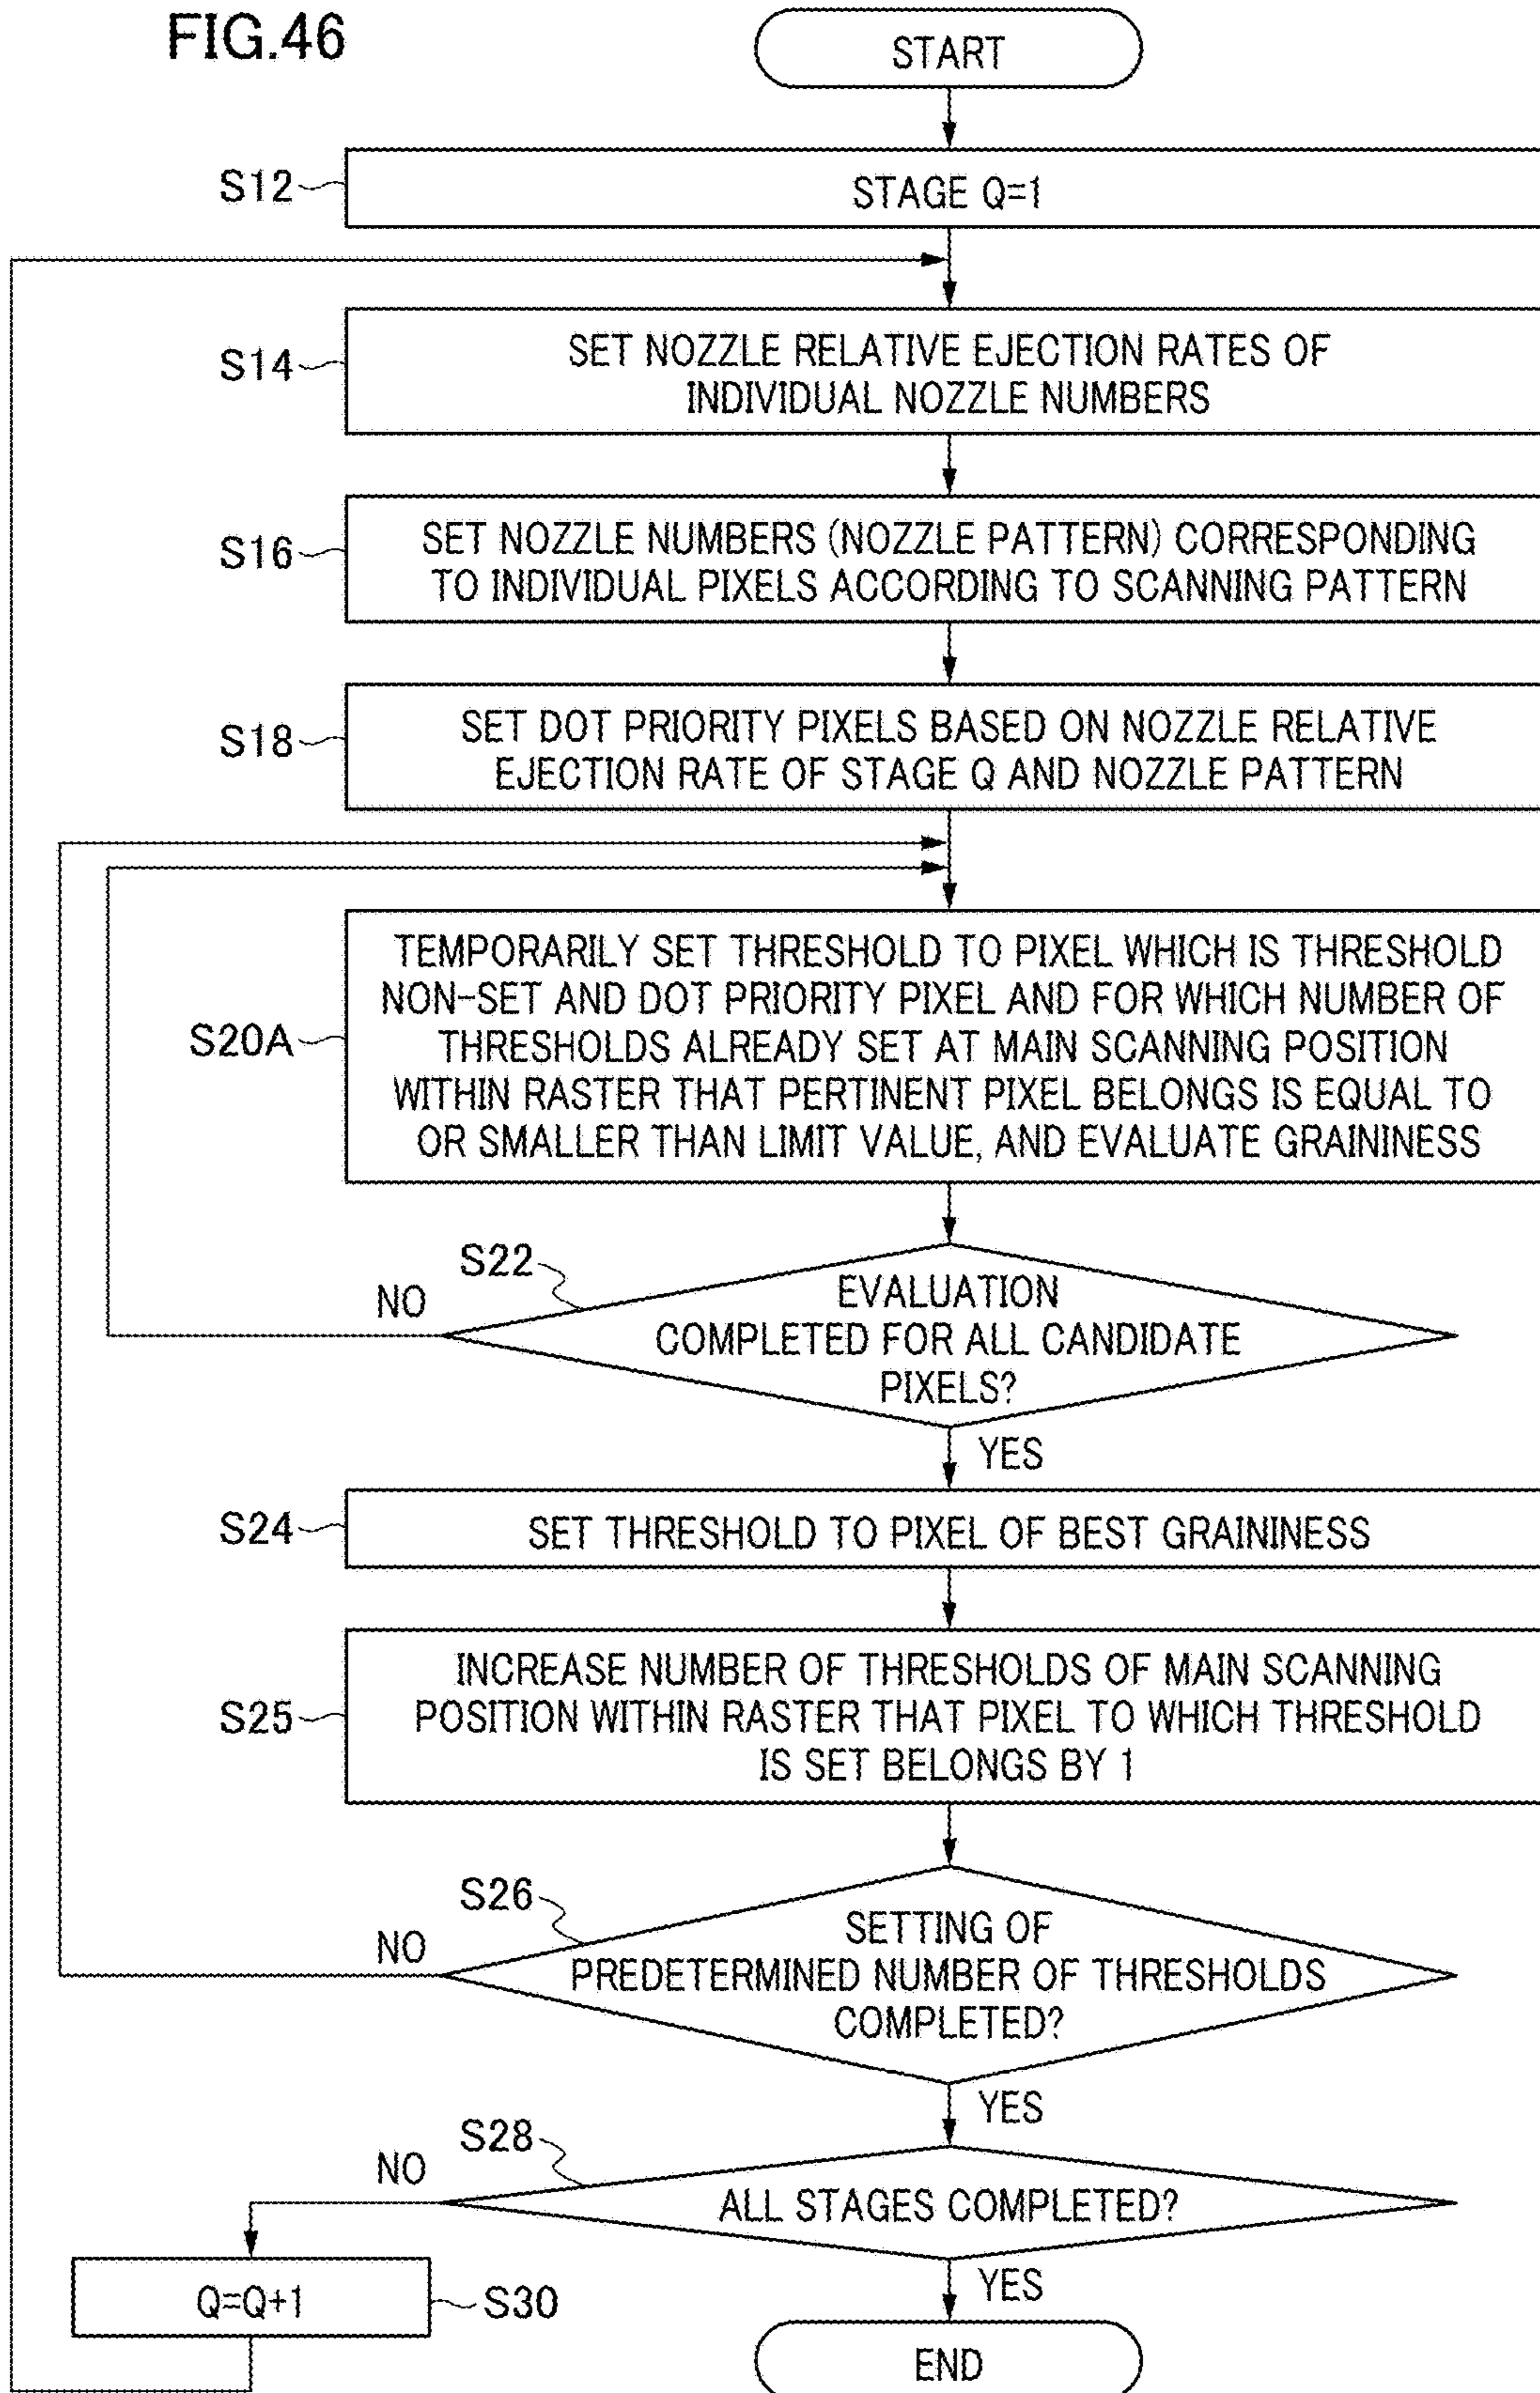 FIG.46
START
S12
STAGE Q=1
S14
SET NOZZLE RELATIVE EJECTION RATES OF
INDIVIDUAL NOZZLE NUMBERS
S16
SET NOZZLE NUMBERS (NOZZLE PATTERN) CORRESPONDING
TO INDIVIDUAL PIXELS ACCORDING TO SCANNING PATTERN
S18
SET DOT PRIORITY PIXELS BASED ON NOZZLE RELATIVE
EJECTION RATE OF STAGE Q AND NOZZLE PATTERN
S20A
TEMPORARILY SET THRESHOLD TO PIXEL WHICH IS THRESHOLD
NON-SET AND DOT PRIORITY PIXEL AND FOR WHICH NUMBER OF
THRESHOLDS ALREADY SET AT MAIN SCANNING POSITION
WITHIN RASTER THAT PERTINENT PIXEL BELONGS IS EQUAL TO
OR SMALLER THAN LIMIT VALUE, AND EVALUATE GRAININESS
S22
NO
EVALUATION
COMPLETED FOR ALL CANDIDATE
PIXELS?
YES
S24
SET THRESHOLD TO PIXEL OF BEST GRAININESS
S25
INCREASE NUMBER OF THRESHOLDS OF MAIN SCANNING
POSITION WITHIN RASTER THAT PIXEL TO WHICH THRESHOLD
IS SET BELONGS BY 1
S26
NO
SETTING OF
PREDETERMINED NUMBER OF THRESHOLDS
COMPLETED?
YES
S28
NO
ALL STAGES COMPLETED?
YES
Q=Q+1
S30
END